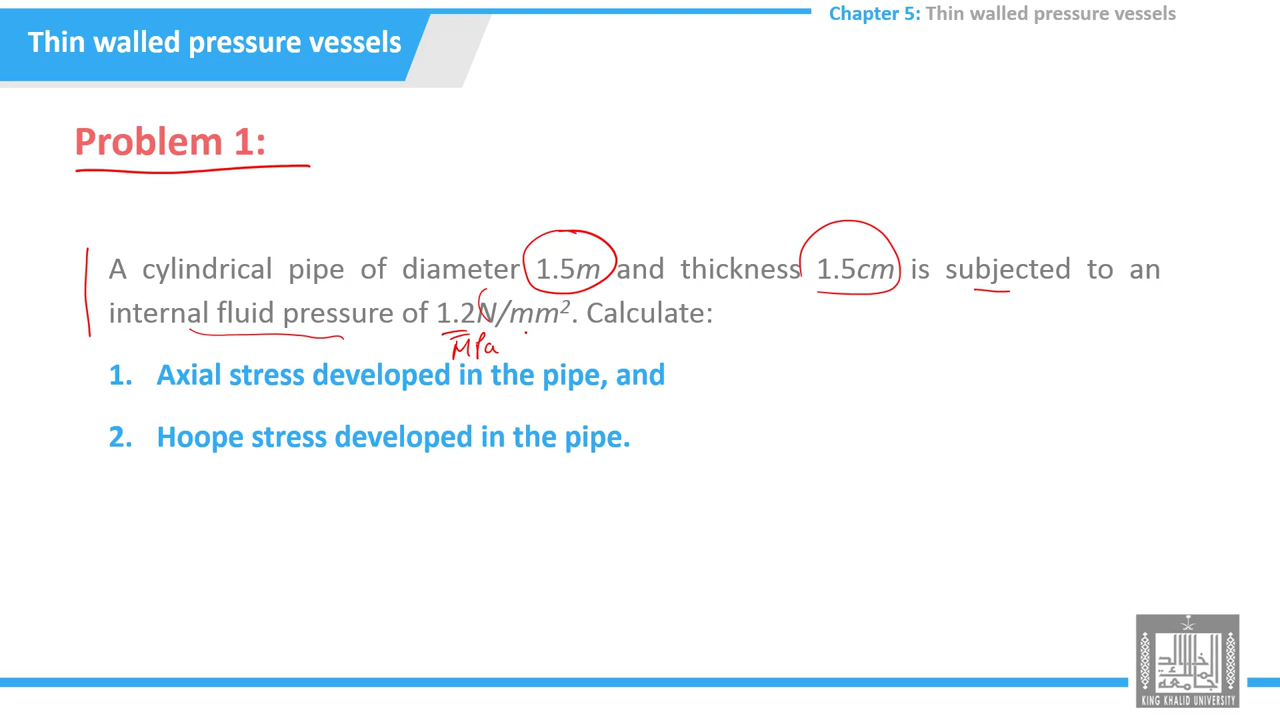 Chapter 5: Thin walled pressure vessels
Thin walled pressure vessels
Problem 1:
A cylindrical pipe of diameter 1.5m and thickness 1.5cm is subjected to an
internal fluid pressure of 1.2N/mm². Calculate:
MPa
1. Axial stress developed in the pipe, and
2. Hoope stress developed in the pipe.
KING KHALID UNIVERSITY